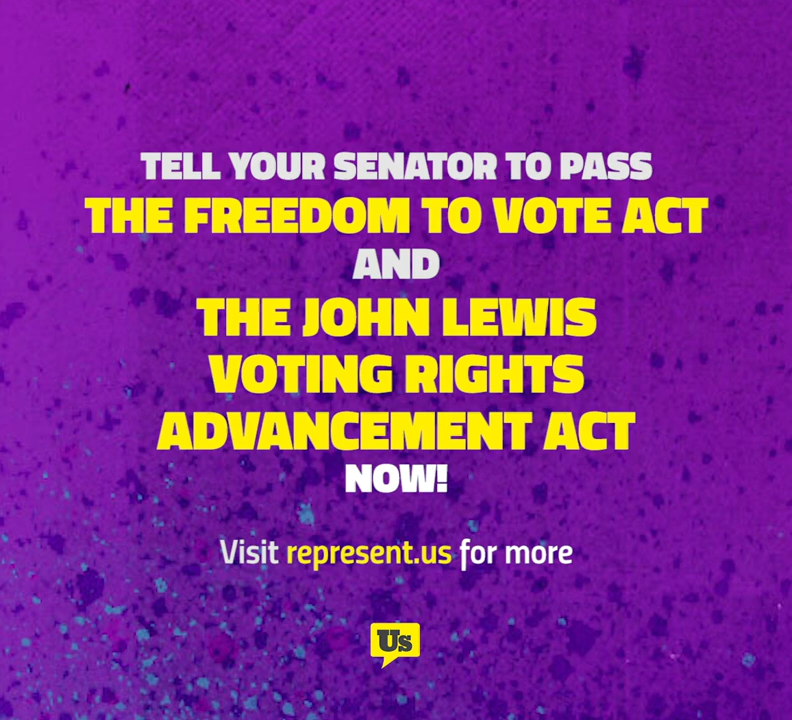 TELL YOUR SENATOR TO PASS
THE FREEDOM TO VOTE ACT
AND
THE JOHN LEWIS
VOTING RIGHTS
ADVANCEMENT ACT
NOW!
Visit represent.us for more
Us